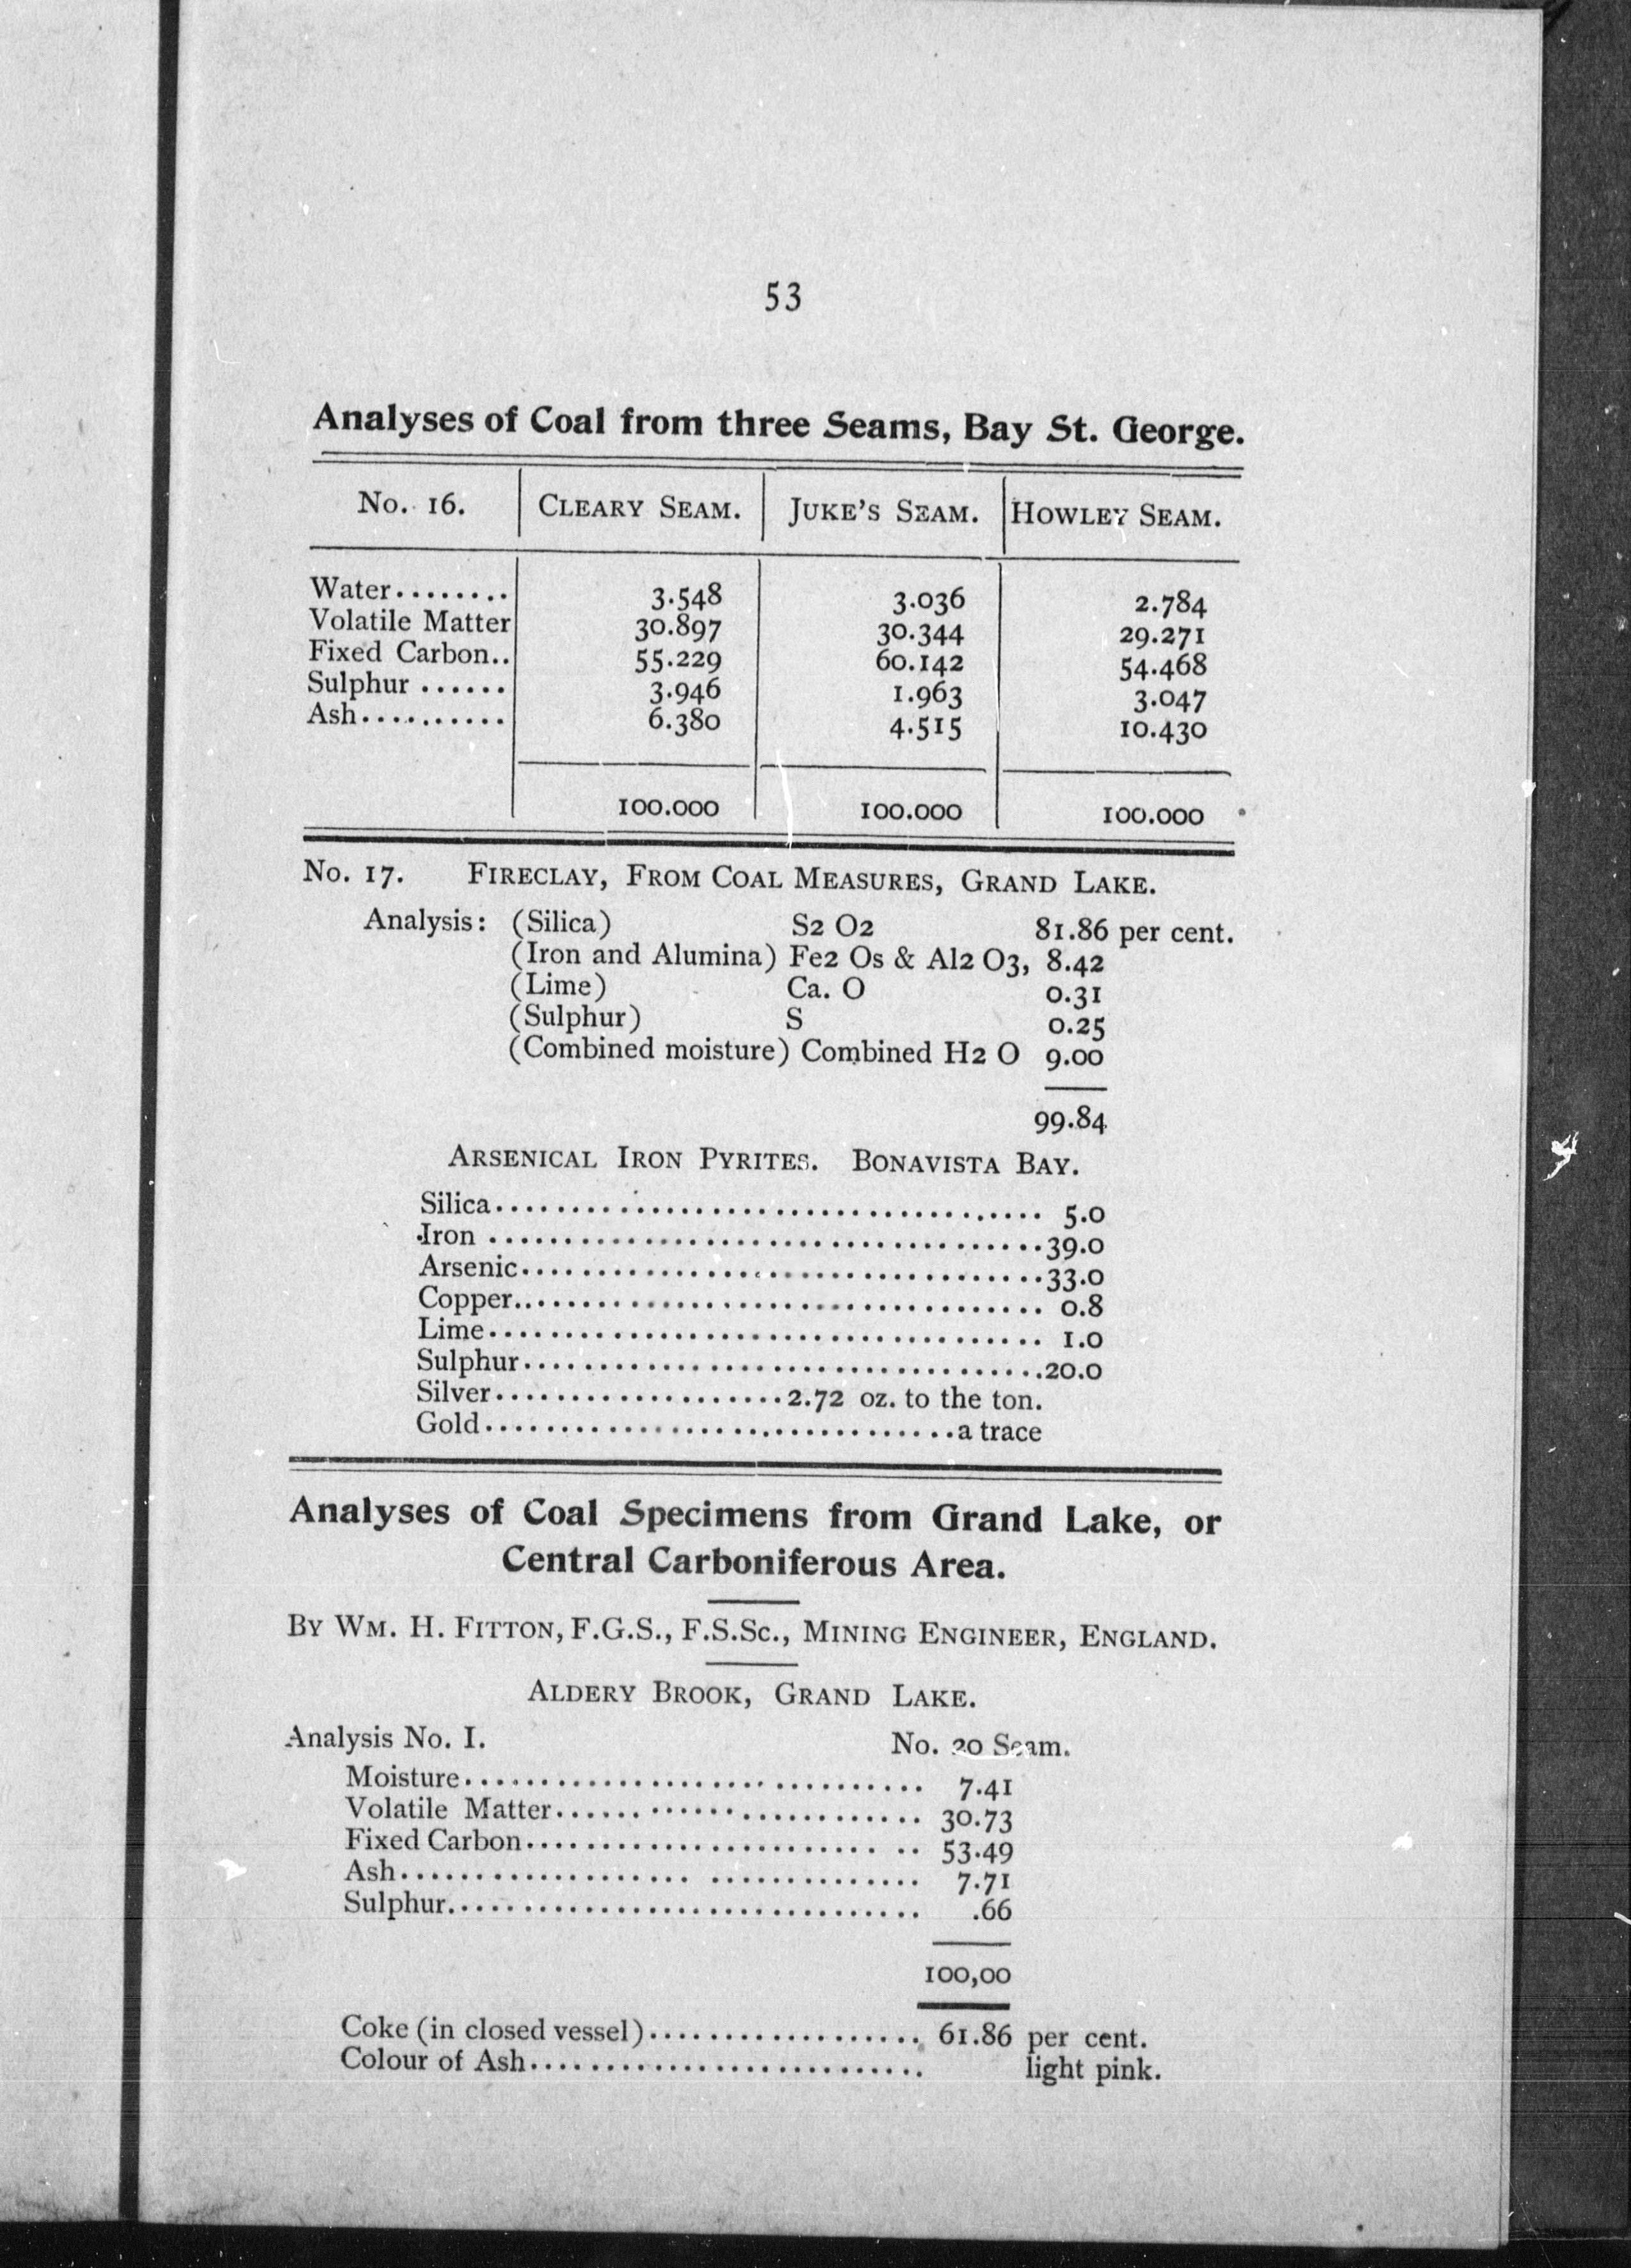 53
Analyses of Coal from three Seams, Bay St. George.
No. 16. CLEARY SEAM. JUKE'S SEAM. HOWLEY SEAM.
Water........ 3.548 3.036 2.784
Volatile Matter 30.897 30.344 29.271
Fixed Carbon.. 55.229 60.142 54.468
Sulphur ...... 3.946 1.963 3.047
Ash.......... 6.380 4.515 10.430
100.000 100.000 100.000
No. 17. FIRECLAY, FROM COAL MEASURES, GRAND LAKE.
Analysis: (Silica) S2 O2 81.86 per cent.
(Iron and Alumina) Fe2 Os & Al2 O3, 8.42
(Lime) Ca. O 0.31
(Sulphur) S 0.25
(Combined moisture) Combined H2 O 9.00
99.84
ARSENICAL IRON PYRITES. BONAVISTA BAY.
Silica.................................... 5.0
Iron .....................................39.0
Arsenic...................................33.0
Copper................................... 0.8
Lime..................................... 1.0
Sulphur...................................20.0
Silver...................2.72 oz. to the ton.
Gold...............................a trace
Analyses of Coal Specimens from Grand Lake, or
Central Carboniferous Area.
BY WM. H. FITTON, F.G.S., F.S.Sc., MINING ENGINEER, ENGLAND.
ALDERY BROOK, GRAND LAKE.
Analysis No. I. No. 20 Seam.
Moisture............................... 7.41
Volatile Matter........................ 30.73
Fixed Carbon......................... .. 53.49
Ash................... .............. 7.71
Sulphur............................... .66
100,00
Coke (in closed vessel).................. 61.86 per cent.
Colour of Ash.......................... light pink.